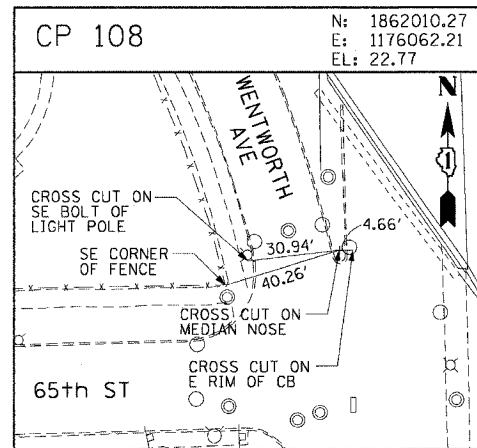 CP 108
N: 1862010.27
E: 1176062.21
EL: 22.77
N
1
WENTWORTH
AVE
CROSS CUT ON
SE BOLT OF
LIGHT POLE
4.66'
30.94'
SE CORNER
OF FENCE
40.26'
CROSS CUT ON
MEDIAN NOSE
CROSS CUT ON
E RIM OF CB
65th ST